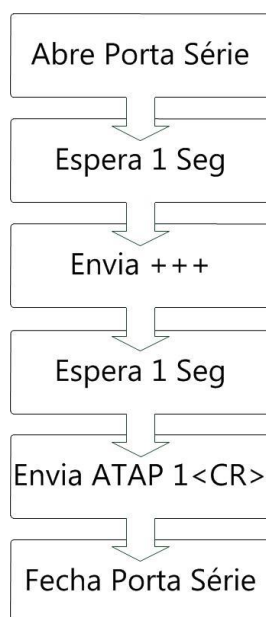 Abre Porta Série
Espera 1 Seg
Envia +++
Espera 1 Seg
Envia ATAP 1<CR>
Fecha Porta Série